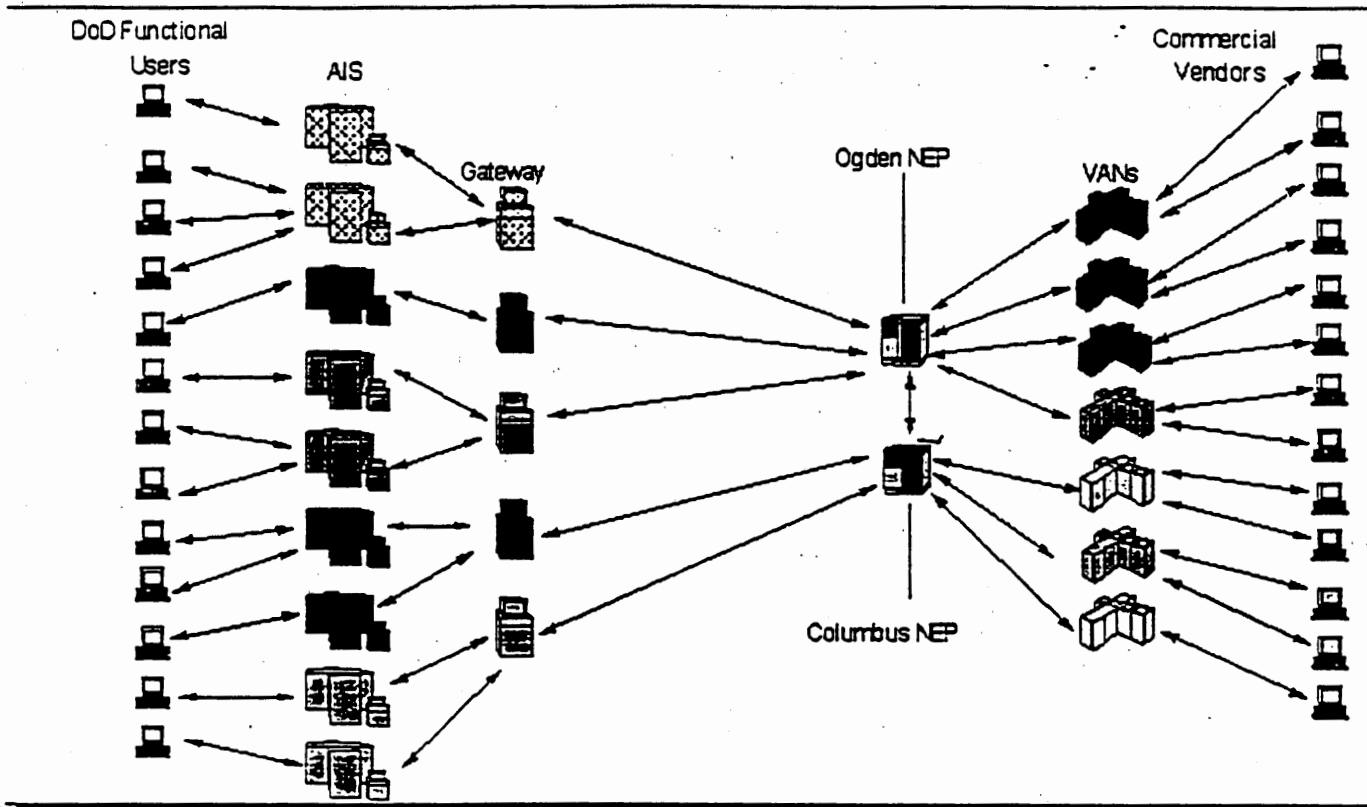 DoD Functional
Users
AIS
Gateway
Ogden NEP
Columbus NEP
VANs
Commercial
Vendors